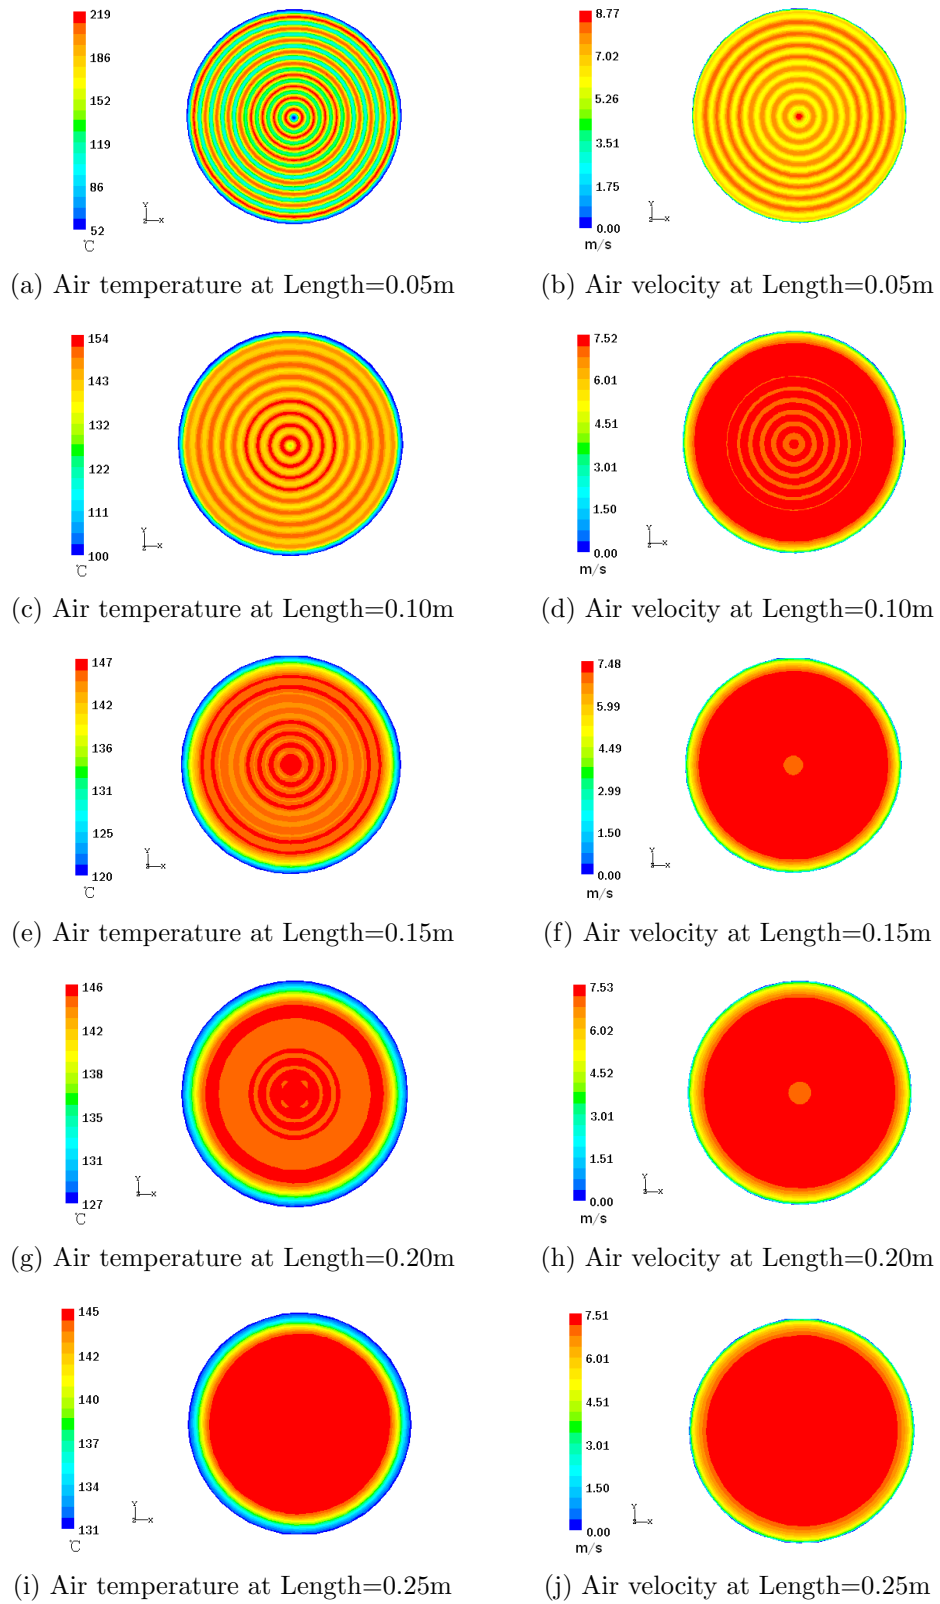 219
186
152
119
86
52
℃
Y
Z X
8.77
7.02
5.26
3.51
1.75
0.00
m/s
Y
Z X
(a) Air temperature at Length=0.05m
(b) Air velocity at Length=0.05m
154
143
132
122
111
100
℃
Y
Z X
7.52
6.01
4.51
3.01
1.50
0.00
m/s
Y
Z X
(c) Air temperature at Length=0.10m
(d) Air velocity at Length=0.10m
147
142
136
131
125
120
℃
Y
Z X
7.48
5.99
4.49
2.99
1.50
0.00
m/s
Y
Z X
(e) Air temperature at Length=0.15m
(f) Air velocity at Length=0.15m
146
142
138
135
131
127
℃
Y
Z X
7.53
6.02
4.52
3.01
1.51
0.00
m/s
Y
Z X
(g) Air temperature at Length=0.20m
(h) Air velocity at Length=0.20m
145
142
140
137
134
131
℃
Y
Z X
7.51
6.01
4.51
3.01
1.50
0.00
m/s
Y
Z X
(i) Air temperature at Length=0.25m
(j) Air velocity at Length=0.25m